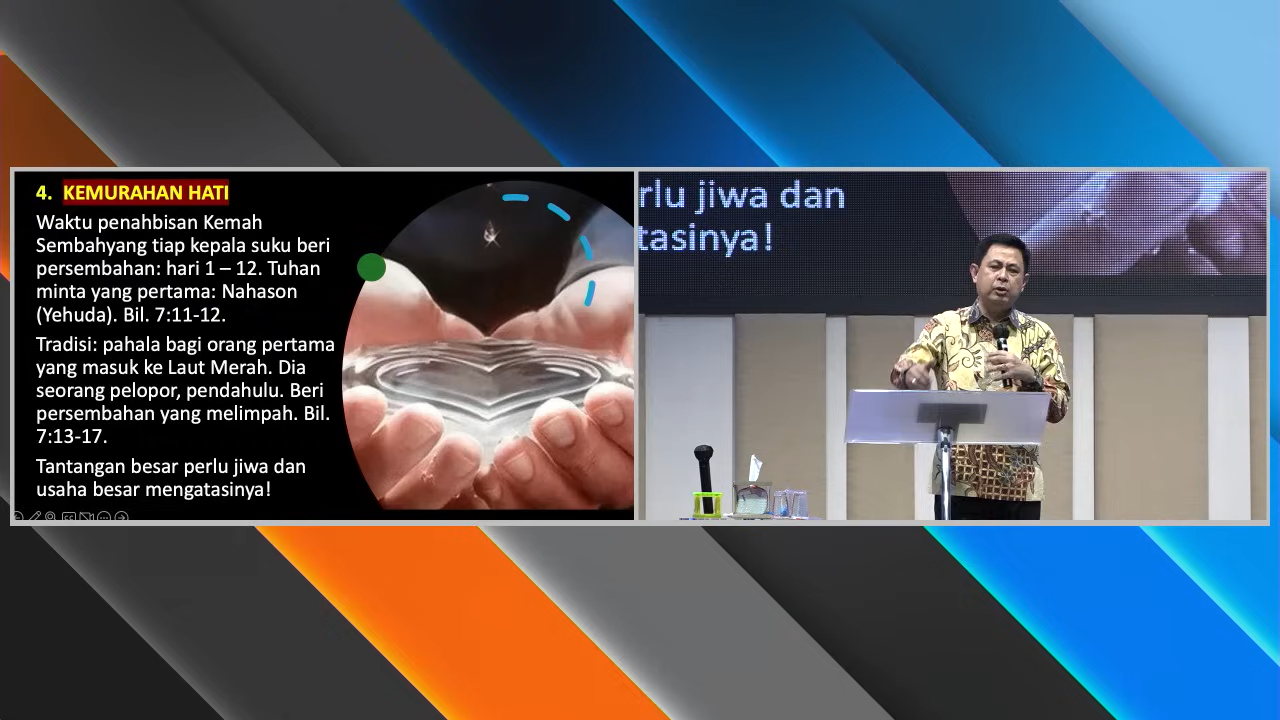 4. KEMURAHAN HATI
Waktu penahbisan Kemah
Sembahyang tiap kepala suku beri
persembahan: hari 1 – 12. Tuhan
minta yang pertama: Nahason
(Yehuda). Bil. 7:11-12.
Tradisi: pahala bagi orang pertama
yang masuk ke Laut Merah. Dia
seorang pelopor, pendahulu. Beri
persembahan yang melimpah. Bil.
7:13-17.
Tantangan besar perlu jiwa dan
usaha besar mengatasinya!
rlu jiwa dan
tasinya!